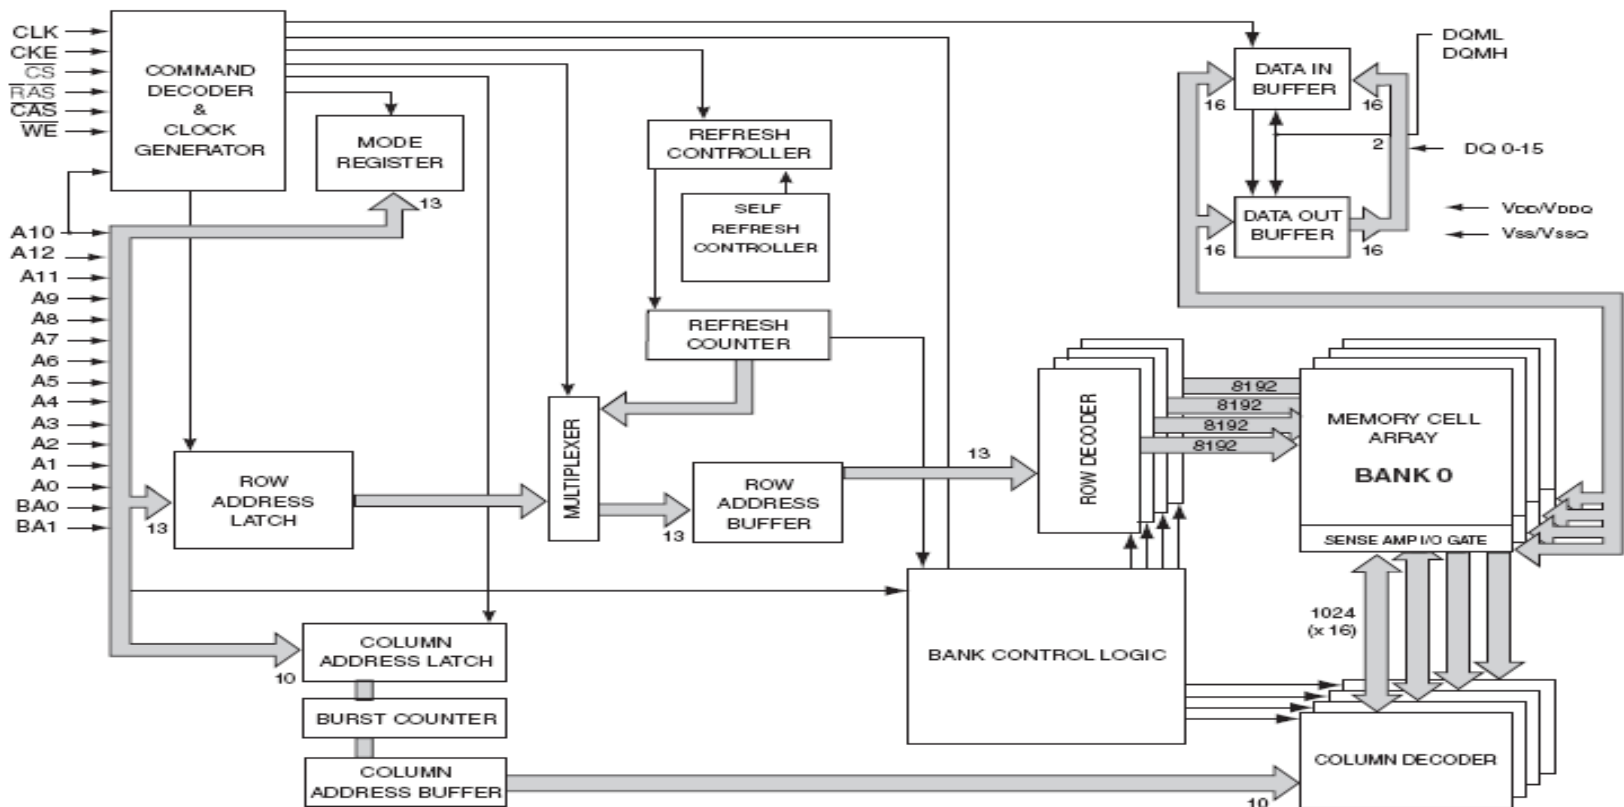 CLK
CKE
CS
RAS
CAS
WE
A10
A12
A11
A9
A8
A7
A6
A5
A4
A3
A2
A1
A0
BA0
BA1
COMMAND
DECODER
&
CLOCK
GENERATOR
MODE
REGISTER
13
REFRESH
CONTROLLER
SELF
REFRESH
CONTROLLER
REFRESH
COUNTER
MULTIPLEXER
ROW
ADDRESS
LATCH
13
ROW
ADDRESS
BUFFER
13
13
ROW DECODER
8192
8192
8192
8192
MEMORY CELL
ARRAY
BANK 0
SENSE AMP I/O GATE
DATA IN
BUFFER
16
16
DQML
DQMH
2
DQ 0-15
DATA OUT
BUFFER
16
16
VDD/VDDQ
VSS/VSSQ
COLUMN
ADDRESS LATCH
10
BURST COUNTER
COLUMN
ADDRESS BUFFER
BANK CONTROL LOGIC
1024
(x 16)
COLUMN DECODER
10